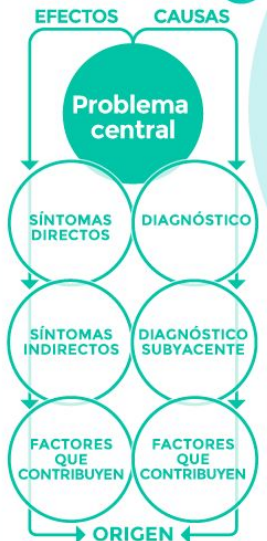 EFECTOS
CAUSAS
Problema
central
SÍNTOMAS
DIRECTOS
DIAGNÓSTICO
SÍNTOMAS
INDIRECTOS
DIAGNÓSTICO
SUBYACENTE
FACTORES
QUE
CONTRIBUYEN
FACTORES
QUE
CONTRIBUYEN
ORIGEN